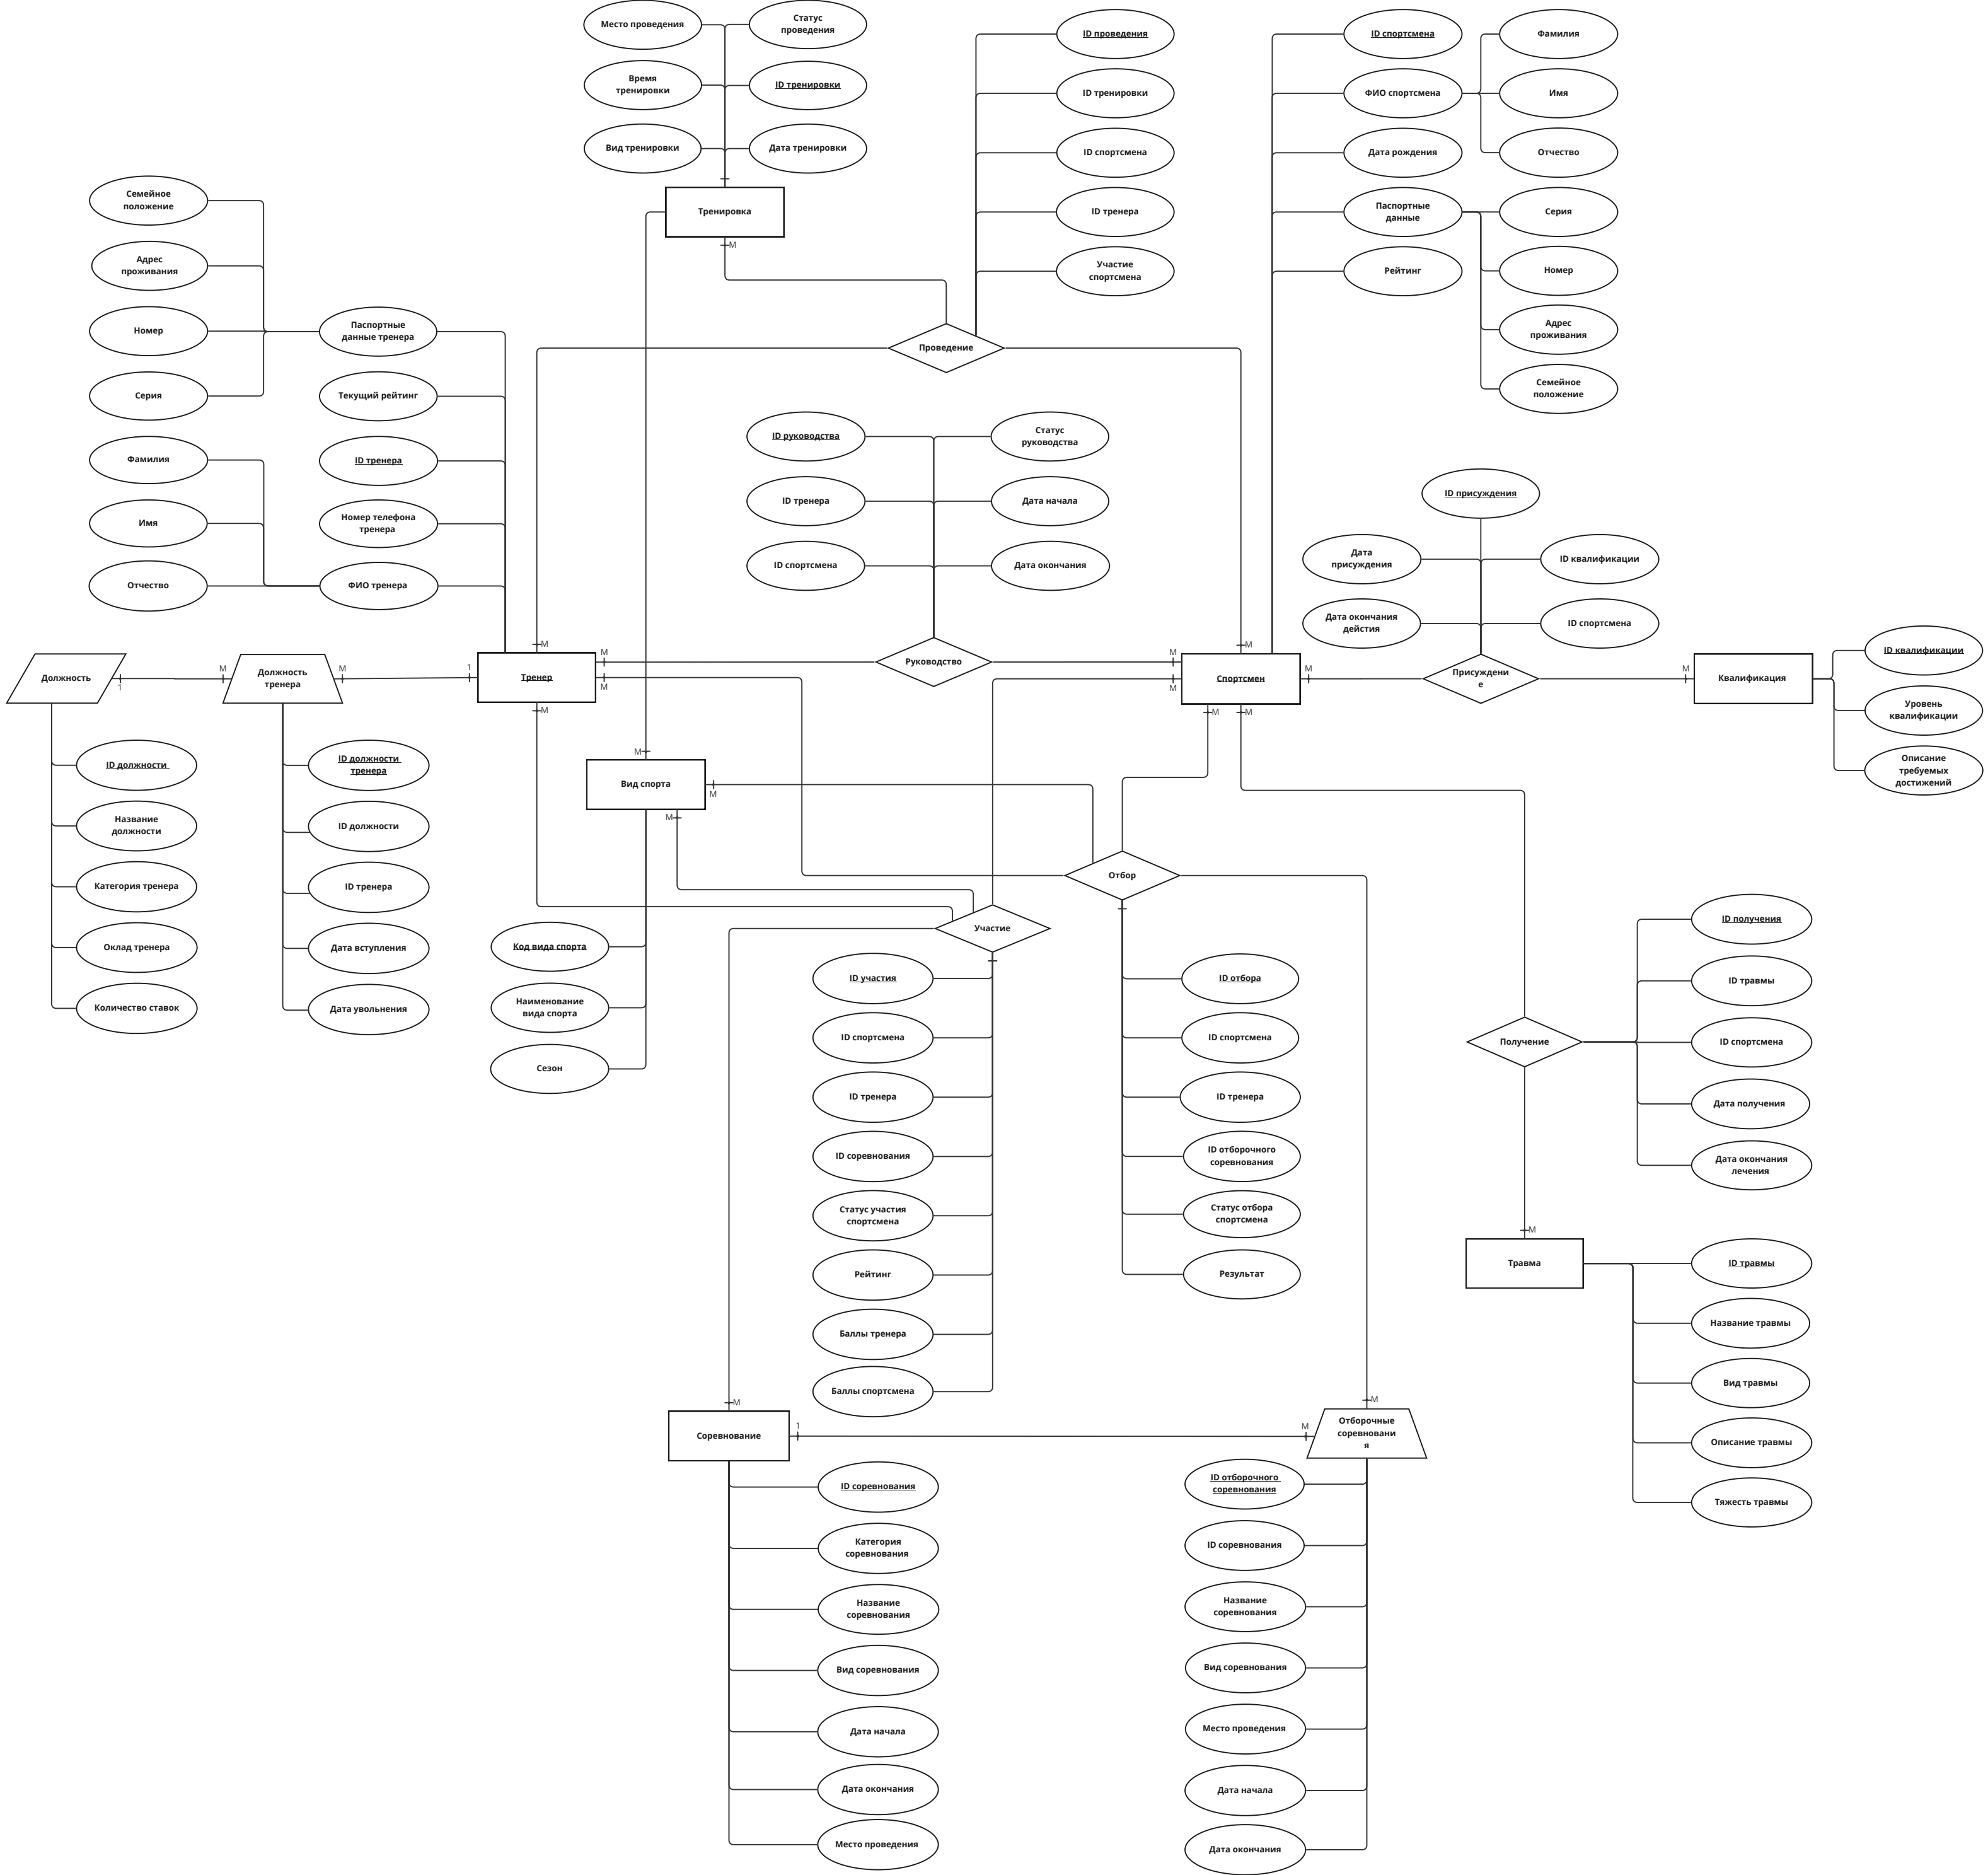 Место проведения
Статус
проведения
Время
тренировки
ID тренировки
Вид тренировки
Дата тренировки
Тренировка
M
ID проведения
ID тренировки
ID спортсмена
ID тренера
Участие
спортсмена
Проведение
ID спортсмена
ФИО спортсмена
Фамилия
Имя
Отчество
Дата рождения
Паспортные
данные
Серия
Номер
Адрес
проживания
Семейное
положение
Рейтинг
Семейное
положение
Адрес
проживания
Номер
Серия
Паспортные
данные тренера
Текущий рейтинг
ID тренера
Номер телефона
тренера
Фамилия
Имя
Отчество
ФИО тренера
ID руководства
Статус
руководства
ID тренера
Дата начала
ID спортсмена
Дата окончания
Руководство
M
M
ID присуждения
Дата
присуждения
ID квалификации
Дата окончания
дейстия
ID спортсмена
Присуждени
е
M
M
Квалификация
ID квалификации
Уровень
квалификации
Описание
требуемых
достижений
Должность
1
M
Должность
тренера
M
1
Тренер
M
M
M
Спортсмен
M
M
M
M
ID должности
Название
должности
Категория тренера
Оклад тренера
Количество ставок
ID должности
тренера
ID должности
ID тренера
Дата вступления
Дата увольнения
M
Вид спорта
M
M
Код вида спорта
Наименование
вида спорта
Сезон
Отбор
Участие
ID участия
ID спортсмена
ID тренера
ID соревнования
Статус участия
спортсмена
Рейтинг
Баллы тренера
Баллы спортсмена
ID отбора
ID спортсмена
ID тренера
ID отборочного
соревнования
Статус отбора
спортсмена
Результат
Получение
ID получения
ID травмы
ID спортсмена
Дата получения
Дата окончания
лечения
M
Травма
ID травмы
Название травмы
Вид травмы
Описание травмы
Тяжесть травмы
M
Соревнование
1
M
M
Отборочные
соревновани
я
ID соревнования
Категория
соревнования
Название
соревнования
Вид соревнования
Дата начала
Дата окончания
Место проведения
ID отборочного
соревнования
ID соревнования
Название
соревнования
Вид соревнования
Место проведения
Дата начала
Дата окончания